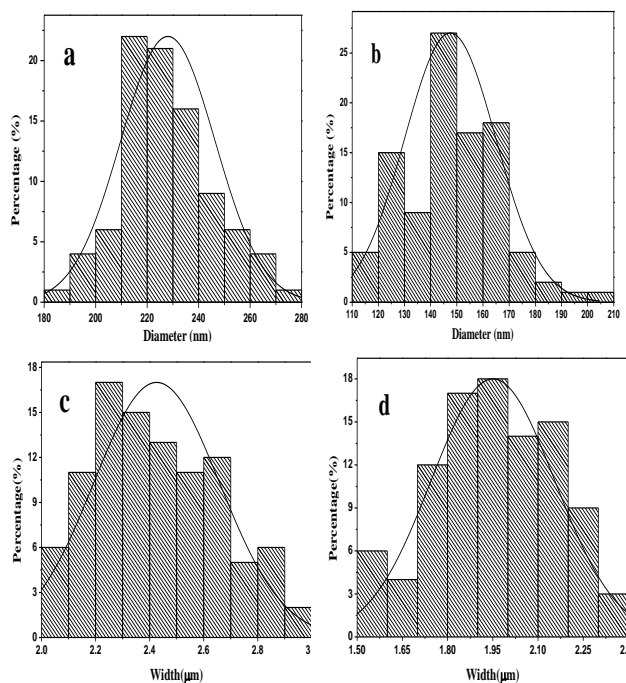 a
Percentage (%)
20
15
10
5
0
180 200 220 240 260 280
Diameter (nm)
b
Percentage (%)
25
20
15
10
5
0
110 120 130 140 150 160 170 180 190 200 210
Diameter (nm)
c
Percentage(%)
18
15
12
9
6
3
0
2.0 2.2 2.4 2.6 2.8 3
Width(μm)
d
Percentage(%)
18
15
12
9
6
3
0
1.50 1.65 1.80 1.95 2.10 2.25 2.4
Width(μm)